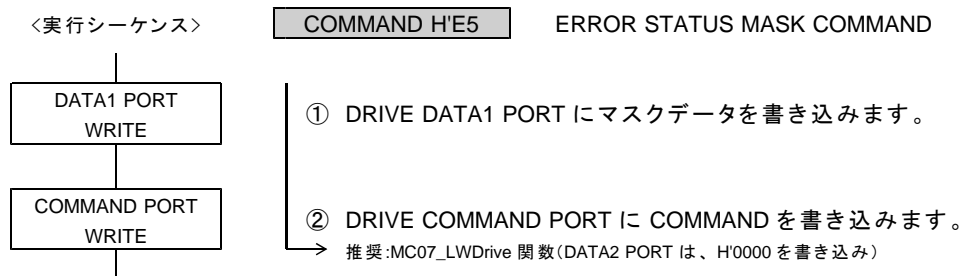 〈実行シーケンス〉 COMMAND H'E5 ERROR STATUS MASK COMMAND
DATA1 PORT
WRITE
① DRIVE DATA1 PORT にマスクデータを書き込みます。
COMMAND PORT
WRITE
② DRIVE COMMAND PORT に COMMAND を書き込みます。
推奨:MC07_LWDrive 関数(DATA2 PORT は、H'0000 を書き込み)